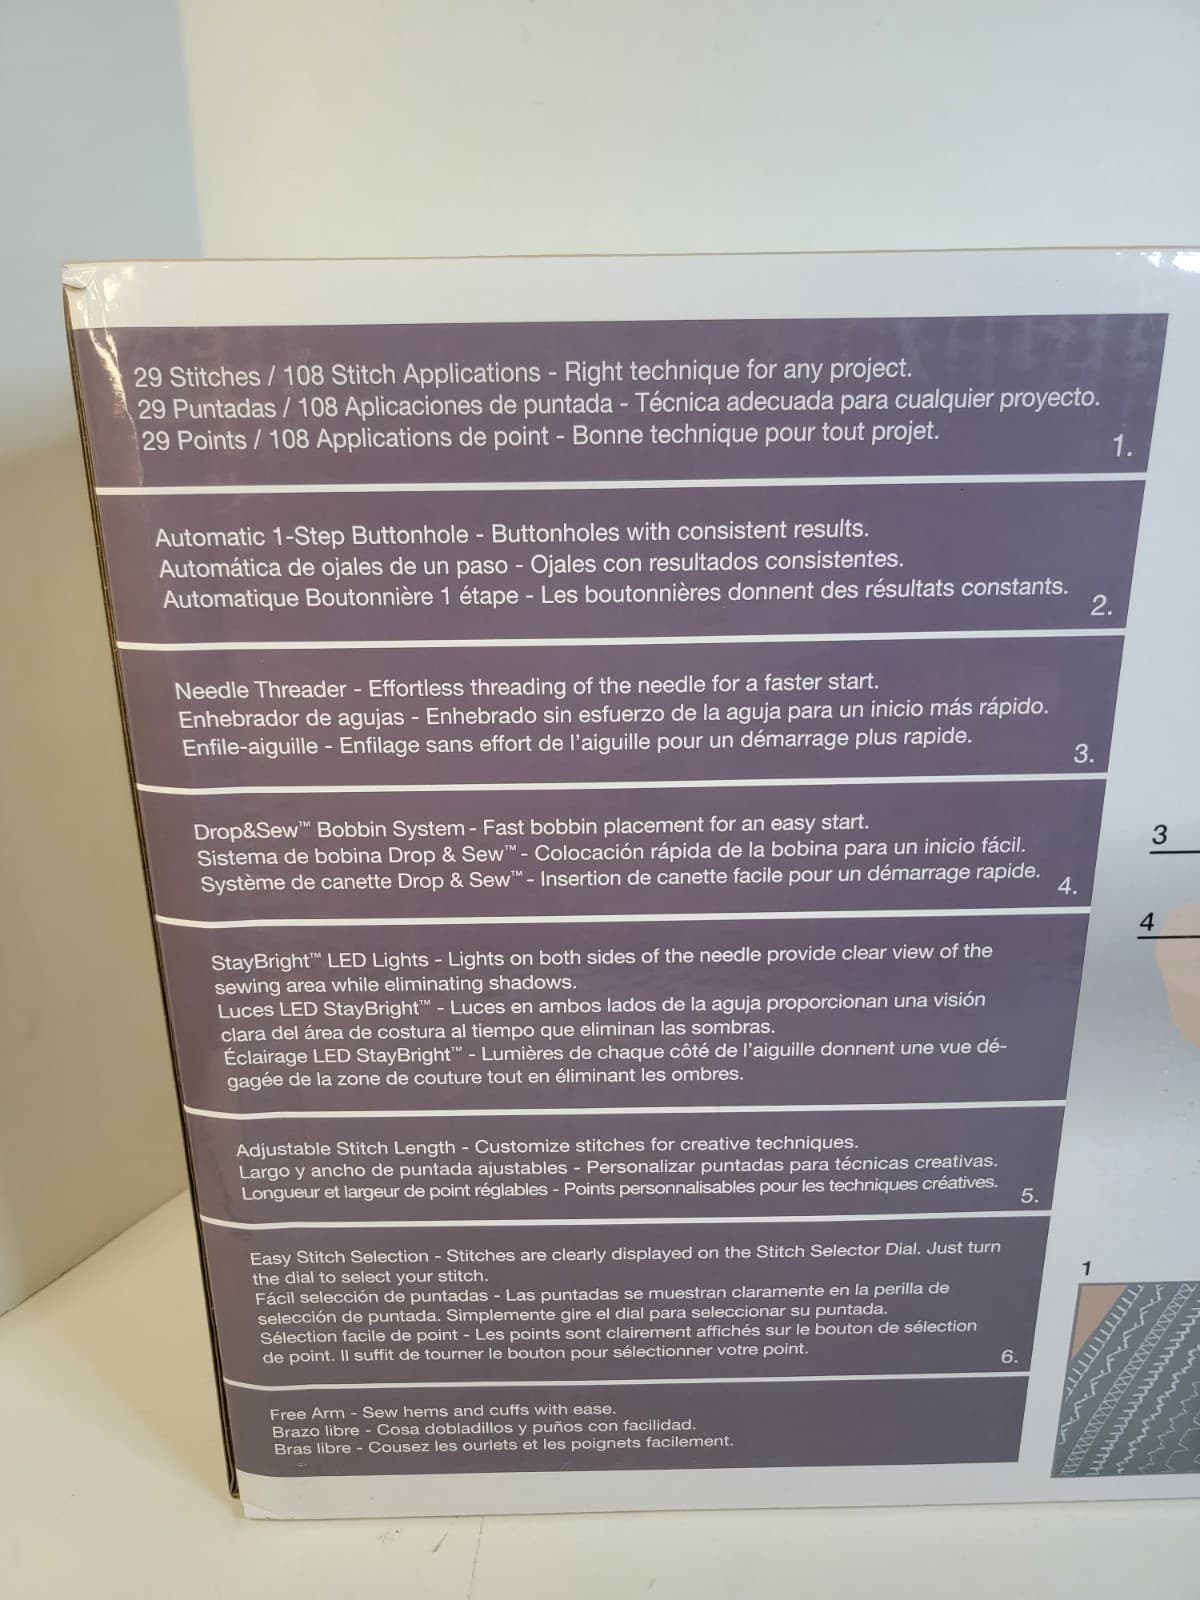 29 Stitches / 108 Stitch Applications - Right technique for any project.
29 Puntadas / 108 Aplicaciones de puntada - Técnica adecuada para cualquier proyecto.
29 Points / 108 Applications de point - Bonne technique pour tout projet.
1.
Automatic 1-Step Buttonhole - Buttonholes with consistent results.
Automática de ojales de un paso - Ojales con resultados consistentes.
Automatique Boutonnière 1 étape - Les boutonnières donnent des résultats constants.
2.
Needle Threader - Effortless threading of the needle for a faster start.
Enhebrador de agujas - Enhebrado sin esfuerzo de la aguja para un inicio más rápido.
Enfile-aiguille - Enfilage sans effort de l'aiguille pour un démarrage plus rapide.
3.
Drop&Sew™ Bobbin System - Fast bobbin placement for an easy start.
Sistema de bobina Drop & Sew™ - Colocación rápida de la bobina para un inicio fácil.
Système de canette Drop & Sew™ - Insertion de canette facile pour un démarrage rapide.
4.
StayBright™ LED Lights - Lights on both sides of the needle provide clear view of the
sewing area while eliminating shadows.
Luces LED StayBright™ - Luces en ambos lados de la aguja proporcionan una visión
clara del área de costura al tiempo que eliminan las sombras.
Éclairage LED StayBright™ - Lumières de chaque côté de l'aiguille donnent une vue dé-
gagée de la zone de couture tout en éliminant les ombres.
Adjustable Stitch Length - Customize stitches for creative techniques.
Largo y ancho de puntada ajustables - Personalizar puntadas para técnicas creativas.
Longueur et largeur de point réglables - Points personnalisables pour les techniques créatives.
5.
Easy Stitch Selection - Stitches are clearly displayed on the Stitch Selector Dial. Just turn
the dial to select your stitch.
Fácil selección de puntadas - Las puntadas se muestran claramente en la perilla de
selección de puntada. Simplemente gire el dial para seleccionar su puntada.
Sélection facile de point - Les points sont clairement affichés sur le bouton de sélection
de point. Il suffit de tourner le bouton pour sélectionner votre point.
6.
Free Arm - Sew hems and cuffs with ease.
Brazo libre - Cosa dobladillos y puños con facilidad.
Bras libre - Cousez les ourlets et les poignets facilement.
3
4
1